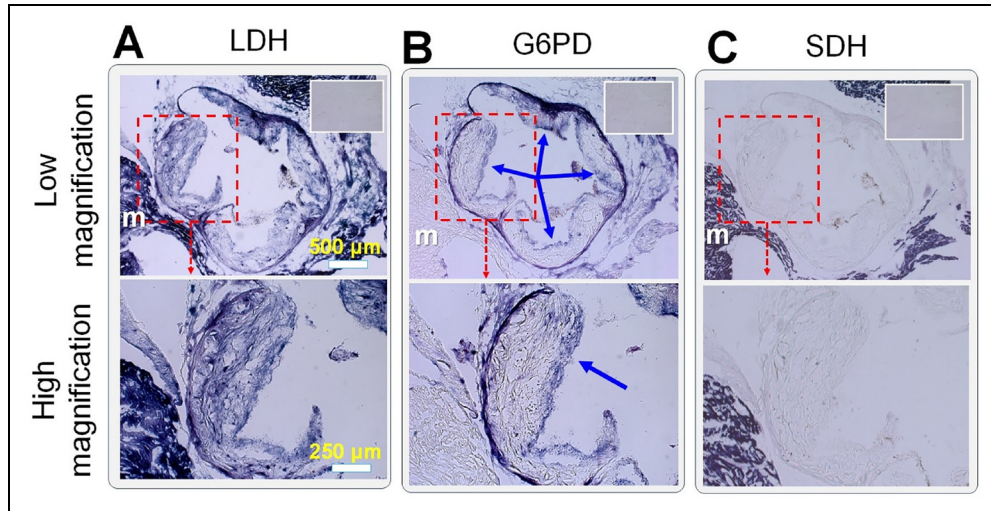 A LDH
B G6PD
C SDH
Low
magnification
m
500 µm
m
m
High
magnification
250 µm